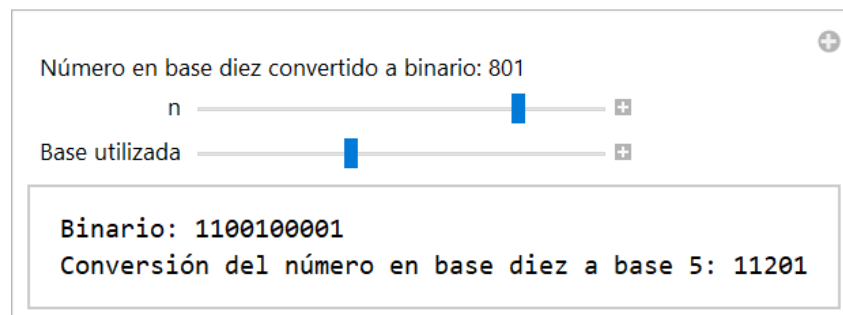 Número en base diez convertido a binario: 801
n
Base utilizada
Binario: 1100100001
Conversión del número en base diez a base 5: 11201